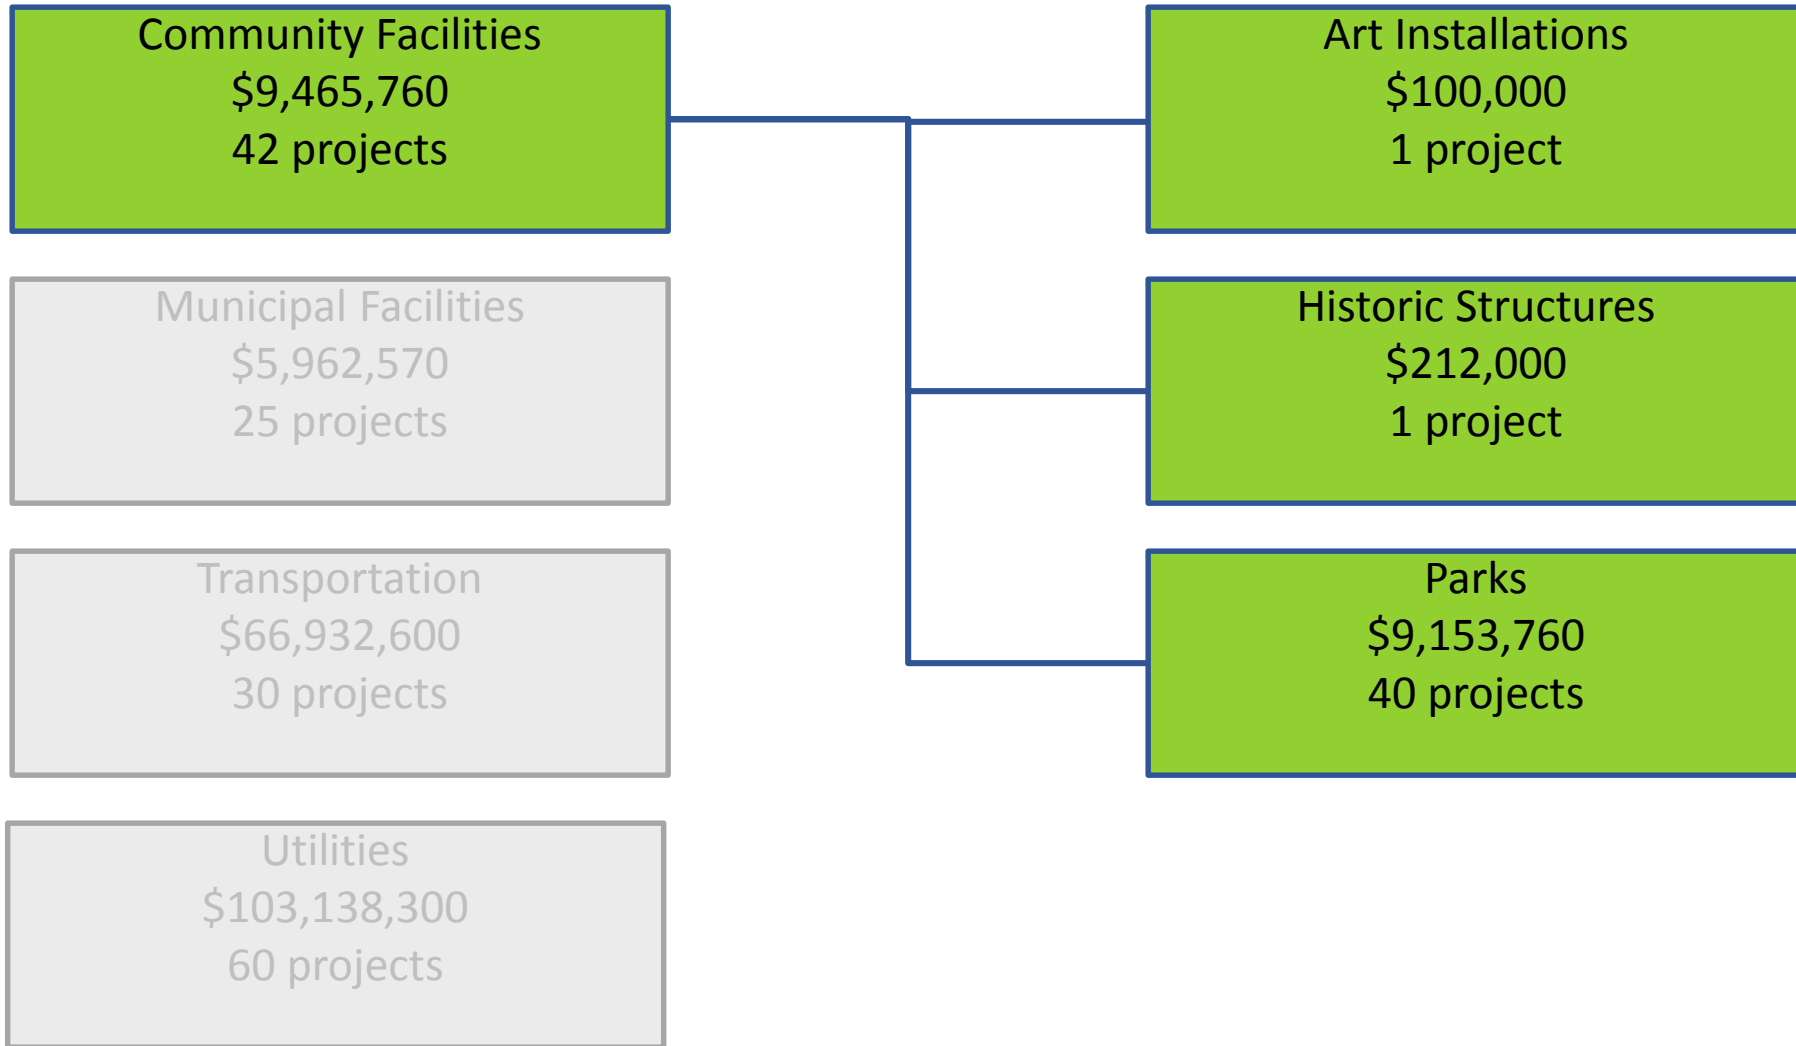 Community Facilities
$9,465,760
42 projects
Municipal Facilities
$5,962,570
25 projects
Transportation
$66,932,600
30 projects
Utilities
$103,138,300
60 projects
Art Installations
$100,000
1 project
Historic Structures
$212,000
1 project
Parks
$9,153,760
40 projects